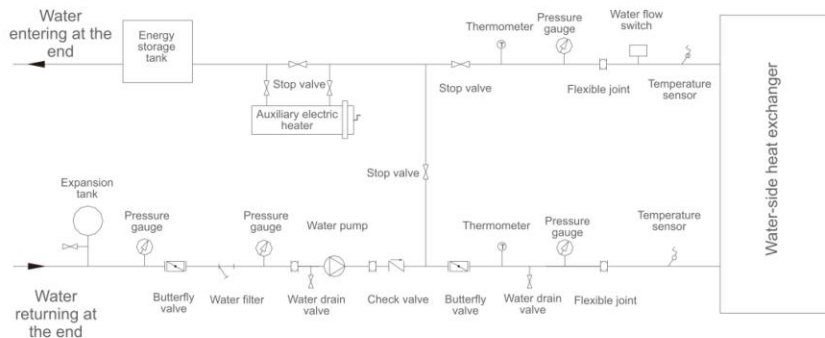 Water
entering at the
end
Energy
storage
tank
Stop valve
Auxiliary electric
heater
Thermometer
Pressure
gauge
Water flow
switch
Stop valve
Flexible joint
Temperature
sensor
Water-side heat exchanger
Stop valve
Expansion
tank
Pressure
gauge
Pressure
gauge
Water pump
Thermometer
Pressure
gauge
Temperature
sensor
Butterfly
valve
Water filter
Water drain
valve
Check valve
Butterfly
valve
Water drain
valve
Flexible joint
Water
returning at
the end